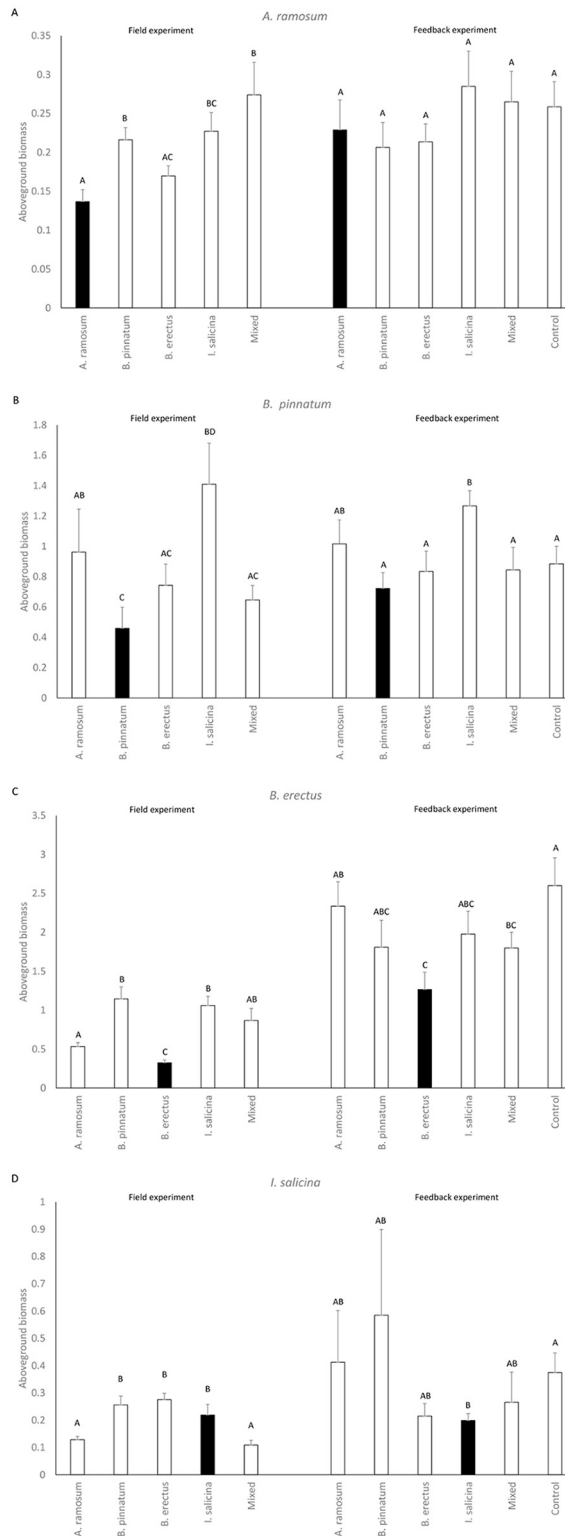 A
A. ramosum
Field experiment
Feedback experiment
Aboveground biomass
0.35
0.3
0.25
0.2
0.15
0.1
0.05
0
A B AC BC B
A A A A A A
A. ramosum B. pinnatum B. erectus I. salicina Mixed
A. ramosum B. pinnatum B. erectus I. salicina Mixed Control
B
B. pinnatum
Field experiment
Feedback experiment
Aboveground biomass
1.8
1.6
1.4
1.2
1
0.8
0.6
0.4
0.2
0
AB C AC BD AC
AB A A B A A
A. ramosum B. pinnatum B. erectus I. salicina Mixed
A. ramosum B. pinnatum B. erectus I. salicina Mixed Control
C
B. erectus
Field experiment
Feedback experiment
Aboveground biomass
3.5
3
2.5
2
1.5
1
0.5
0
A B C B AB
AB ABC C ABC BC A
A. ramosum B. pinnatum B. erectus I. salicina Mixed
A. ramosum B. pinnatum B. erectus I. salicina Mixed Control
D
I. salicina
Field experiment
Feedback experiment
Aboveground biomass
1
0.9
0.8
0.7
0.6
0.5
0.4
0.3
0.2
0.1
0
A B B B A
AB AB AB B AB A
A. ramosum B. pinnatum B. erectus I. salicina Mixed
A. ramosum B. pinnatum B. erectus I. salicina Mixed Control